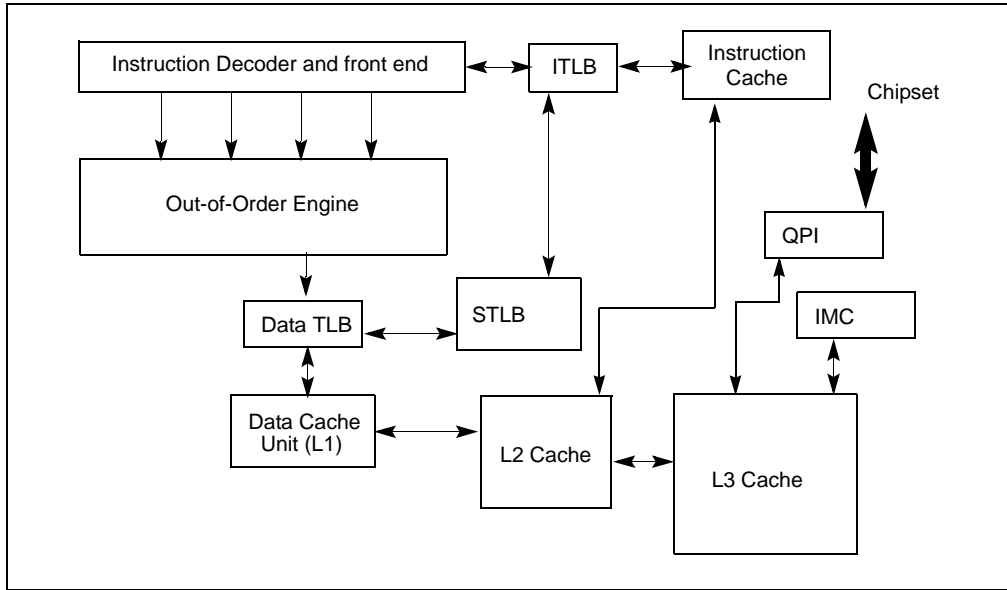 Instruction Decoder and front end
ITLB
Instruction
Cache
Chipset
Out-of-Order Engine
QPI
Data TLB
STLB
IMC
Data Cache
Unit (L1)
L2 Cache
L3 Cache